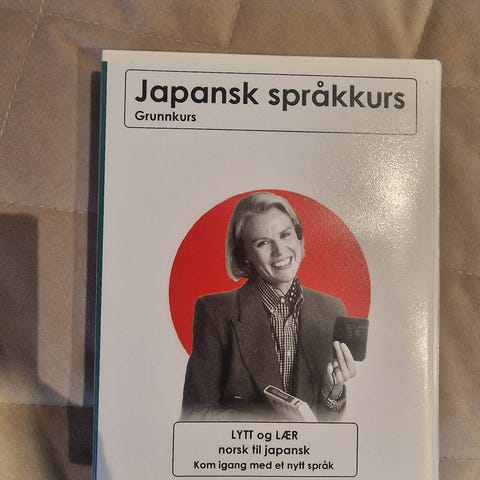 Japansk språkkurs
Grunnkurs
LYTT og LÆR
norsk til japansk
Kom igang med et nytt språk